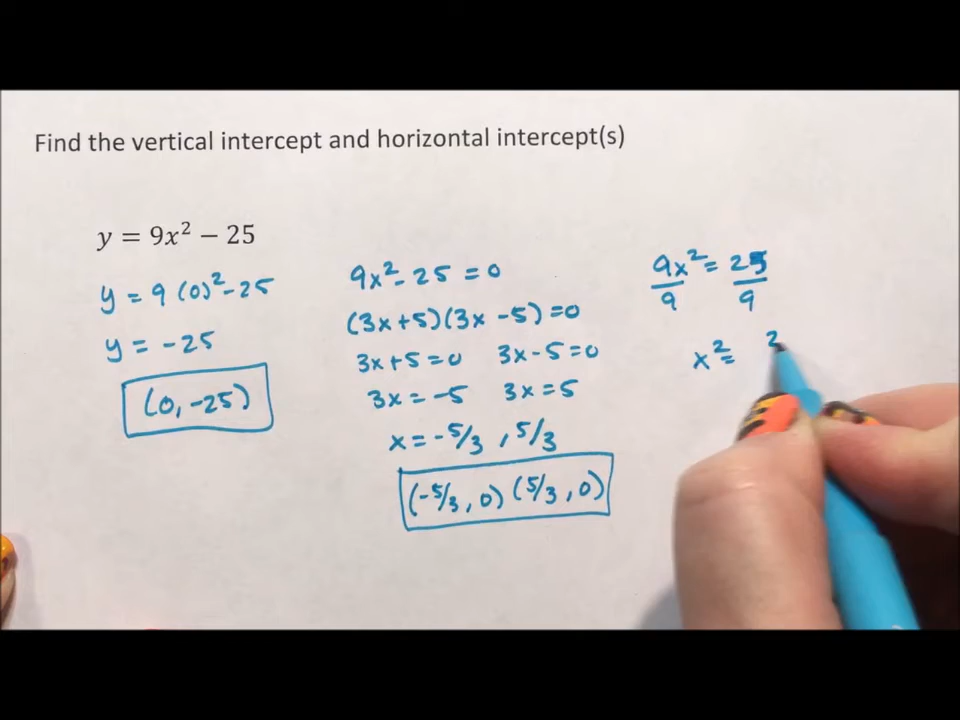 Find the vertical intercept and horizontal intercept(s)
y = 9x² − 25
y = 9 (0)² - 25
y = -25
(0, -25)
9x² - 25 = 0
(3x+5)(3x-5)=0
3x+5=0 3x-5=0
3x=-5 3x=5
x=-5/3, 5/3
(-5/3, 0) (5/3, 0)
9x² = 25
9 9
x² = 2